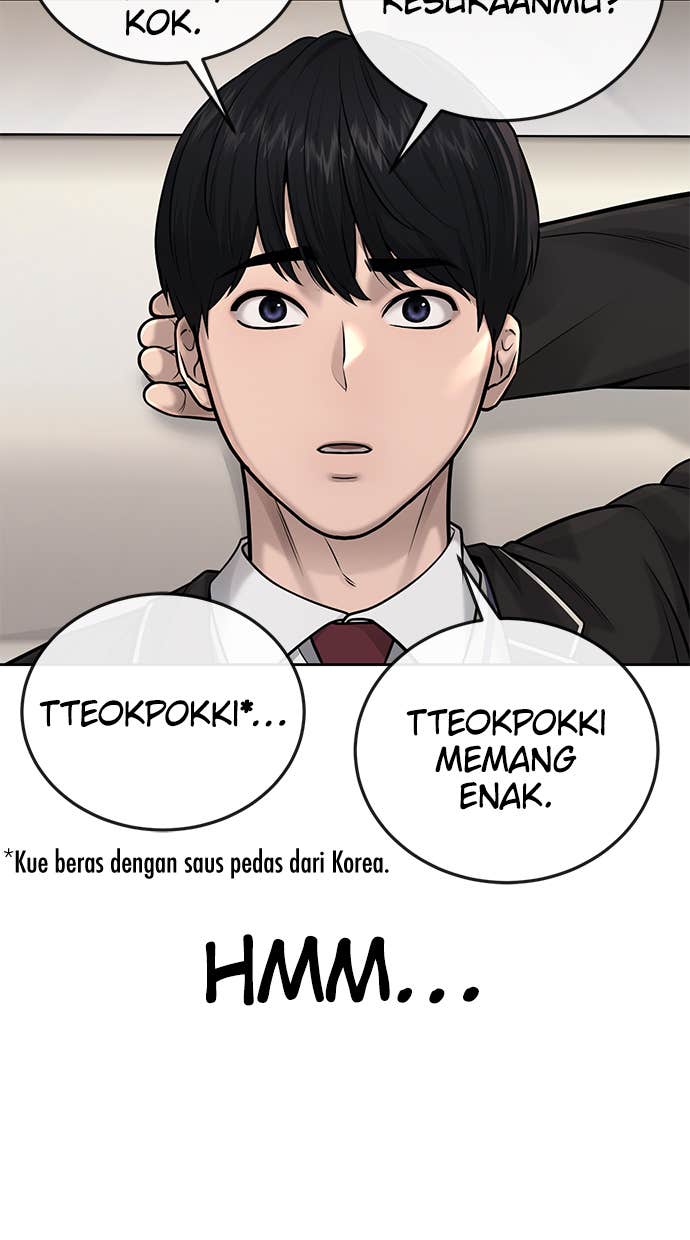 KOK.
KESUKAANMU?
TTEOKPOKKI*...
TTEOKPOKKI
MEMANG
ENAK.
*Kue beras dengan saus pedas dari Korea.
HMM...